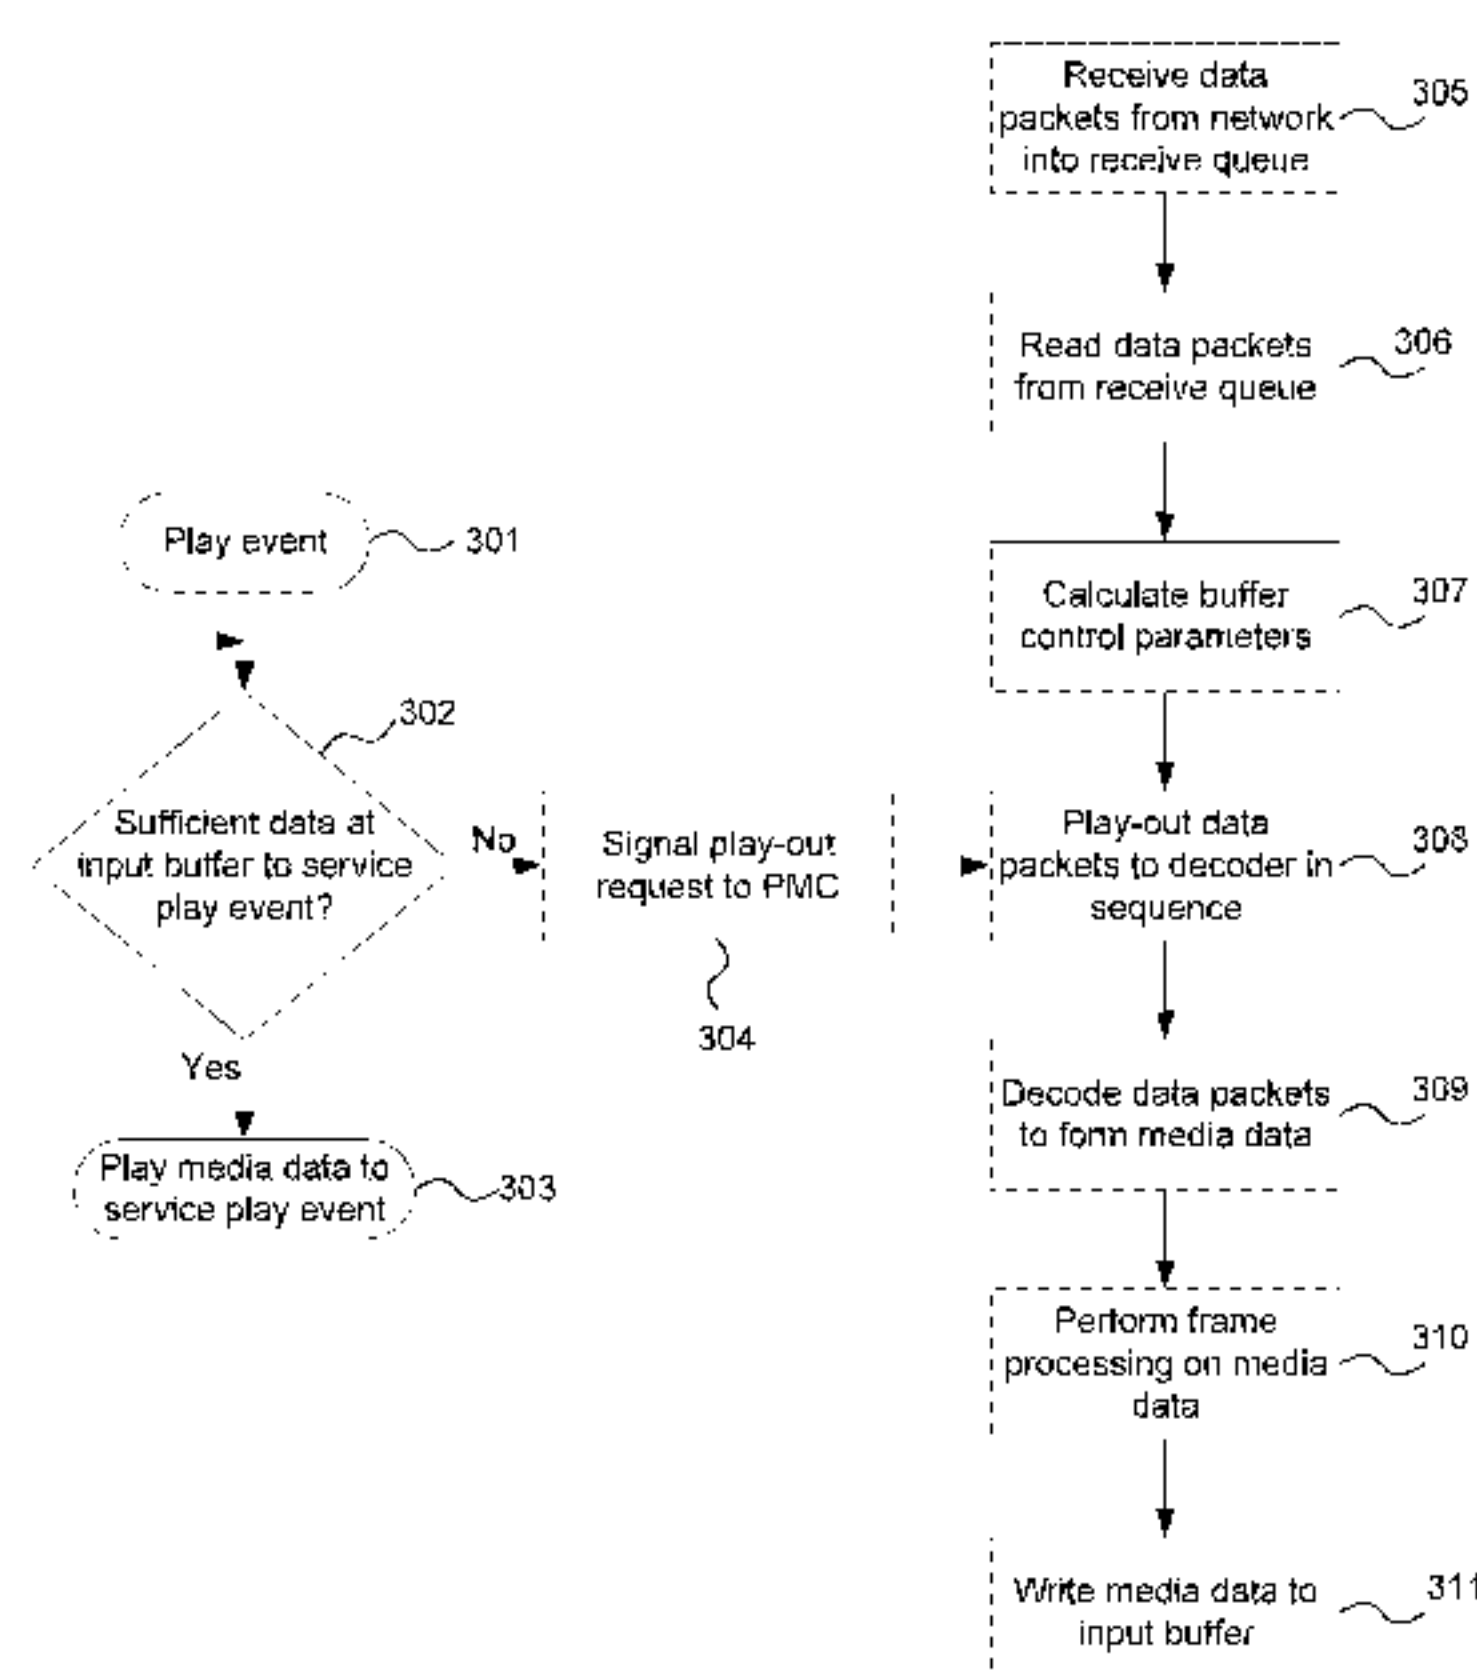 Receive data
packets from network
into receive queue
305
Read data packets
from receive queue
306
Play event
301
Calculate buffer
control parameters
307
302
Sufficient data at
input buffer to service
play event?
No
Signal play-out
request to PMC
304
Play-out data
packets to decoder in
sequence
308
Yes
Decode data packets
to form media data
309
Play media data to
service play event
303
Perform frame
processing on media
data
310
Write media data to
input buffer
311